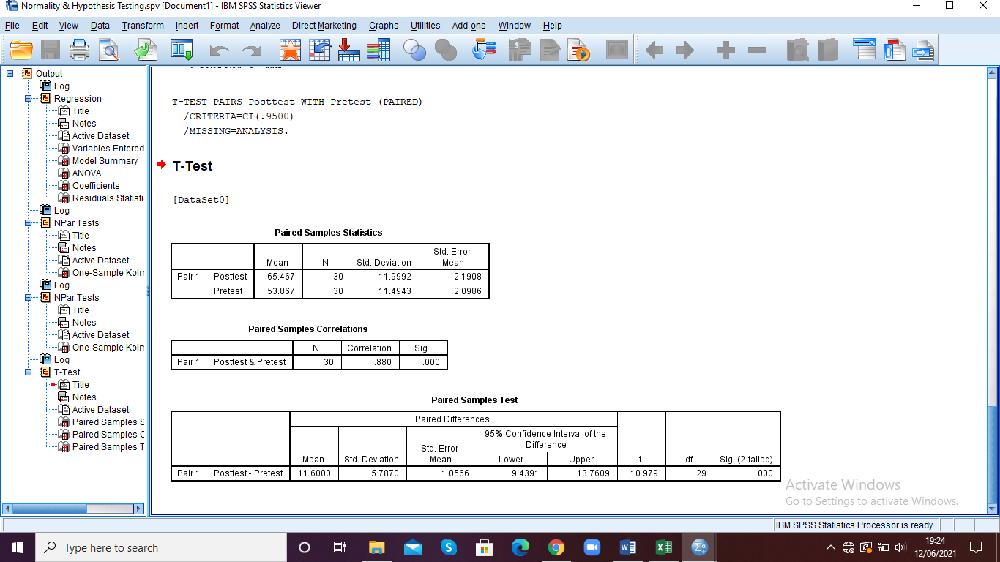 Normality & Hypothesis Testing.spv [Document1] - IBM SPSS Statistics Viewer
File Edit View Data Transform Insert Format Analyze Direct Marketing Graphs Utilities Add-ons Window Help
Output
Log
Regression
Title
Notes
Active Dataset
Variables Entered
Model Summary
ANOVA
Coefficients
Residuals Statisti
Log
NPar Tests
Title
Notes
Active Dataset
One-Sample Kolm
Log
NPar Tests
Title
Notes
Active Dataset
One-Sample Kolm
Log
T-Test
Title
Notes
Active Dataset
Paired Samples S
Paired Samples C
Paired Samples T
T-TEST PAIRS=Posttest WITH Pretest (PAIRED)
/CRITERIA=CI(.9500)
/MISSING=ANALYSIS.
T-Test
[DataSet0]
Paired Samples Statistics
Mean N Std. Deviation Std. Error Mean
Pair 1 Posttest 65.467 30 11.9992 2.1908
Pretest 53.867 30 11.4943 2.0986
Paired Samples Correlations
N Correlation Sig.
Pair 1 Posttest & Pretest 30 .880 .000
Paired Samples Test
Paired Differences
95% Confidence Interval of the Difference
Mean Std. Deviation Std. Error Mean Lower Upper t df Sig. (2-tailed)
Pair 1 Posttest - Pretest 11.6000 5.7870 1.0566 9.4391 13.7609 10.979 29 .000
Activate Windows
Go to Settings to activate Windows.
IBM SPSS Statistics Processor is ready
Type here to search
19:24
12/06/2021